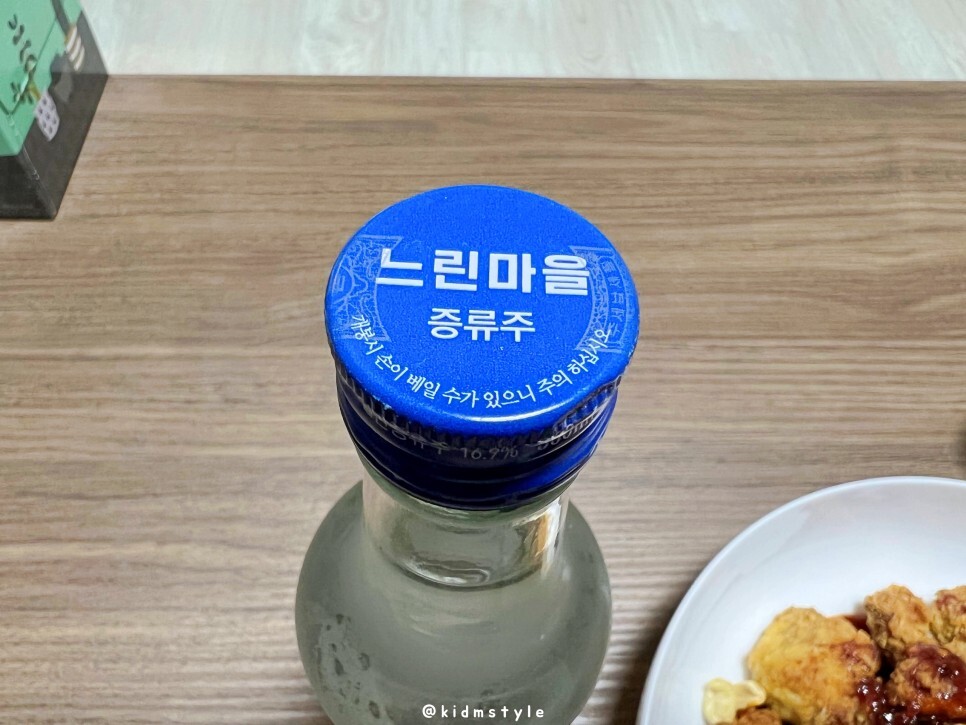 느린마을
증류주
개봉시 손이 베일 수가 있으니 주의 하십시오
16.9%
@kidmstyle